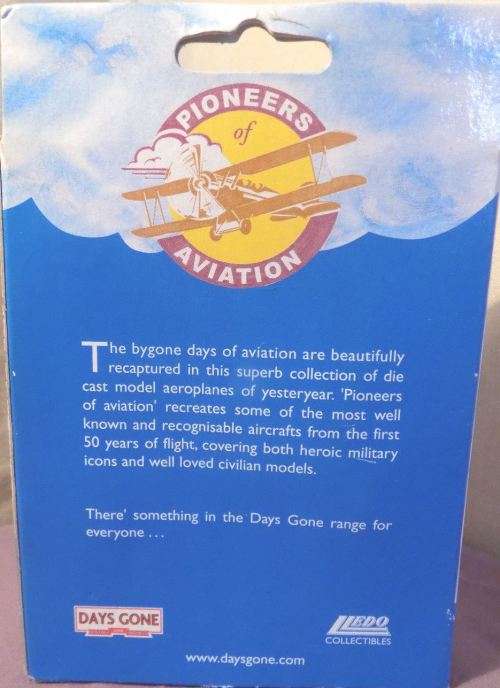 PIONEERS
of
AVIATION
The bygone days of aviation are beautifully
recaptured in this superb collection of die
cast model aeroplanes of yesteryear. 'Pioneers
of aviation' recreates some of the most well
known and recognisable aircrafts from the first
50 years of flight, covering both heroic military
icons and well loved civilian models.
There' something in the Days Gone range for
everyone ...
DAYS GONE
LLEDO
COLLECTIBLES
www.daysgone.com